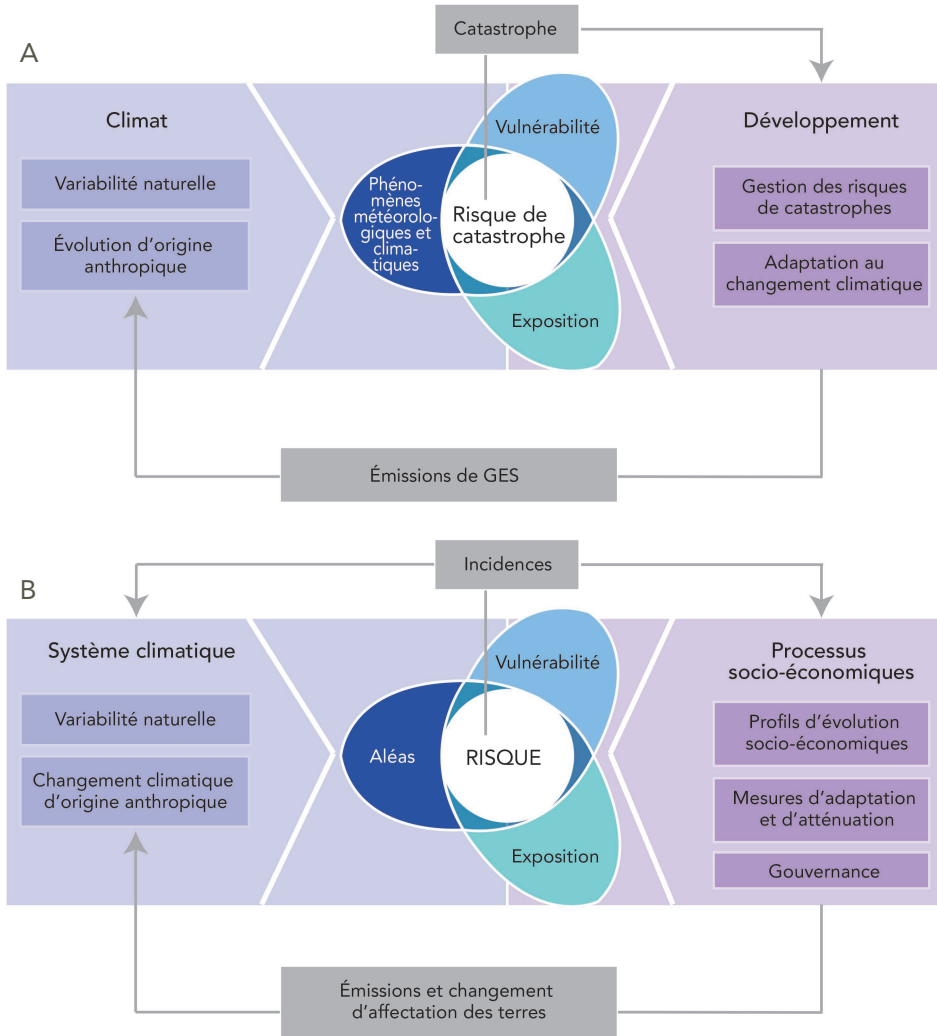 A
Catastrophe
Climat
Variabilité naturelle
Évolution d'origine
anthropique
Phéno-
mènes
météorolo-
giques et
clima-
tiques
Vulnérabilité
Risque de
catastrophe
Exposition
Développement
Gestion des risques
de catastrophes
Adaptation au
changement climatique
Émissions de GES
B
Incidences
Système climatique
Variabilité naturelle
Changement climatique
d'origine anthropique
Aléas
Vulnérabilité
RISQUE
Exposition
Processus
socio-économiques
Profils d'évolution
socio-économiques
Mesures d'adaptation
et d'atténuation
Gouvernance
Émissions et changement
d'affectation des terres